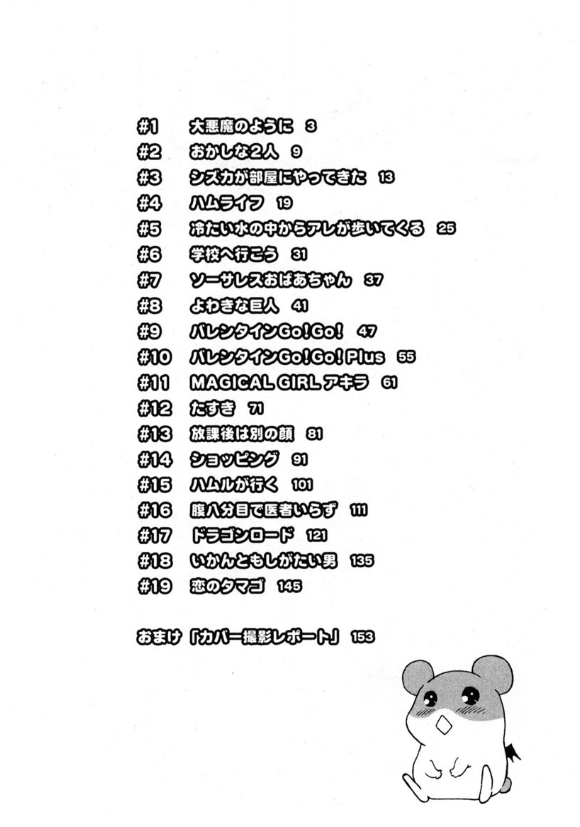 #1 大悪魔のように 3
#2 おかしな2人 9
#3 シズカが部屋にやってきた 13
#4 ハムライフ 19
#5 冷たい水の中からアレが歩いてくる 25
#6 学校へ行こう 31
#7 ソーサレスおばあちゃん 37
#8 よわきな巨人 41
#9 バレンタインGo!Go! 47
#10 バレンタインGo!Go!Plus 55
#11 MAGICAL GIRL アキラ 61
#12 たすき 71
#13 放課後は別の顔 81
#14 ショッピング 91
#15 ハムルが行く 101
#16 腹八分目で医者いらず 111
#17 ドラゴンロード 121
#18 いかんともしがたい男 135
#19 恋のタマゴ 145
おまけ「カバー撮影レポート」 153